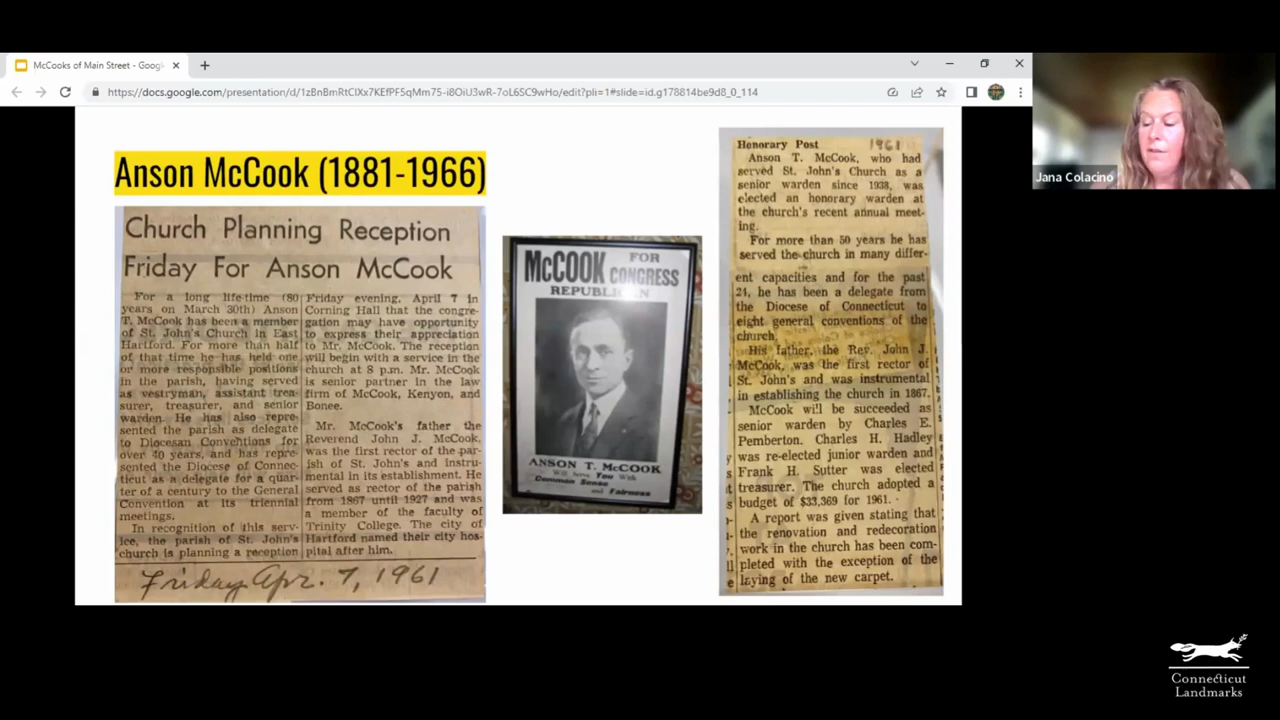 McCooks of Main Street - Googl
https://docs.google.com/presentation/d/1zBnBmRtClXx7KEfPF5qMm75-i8OiU3wR-7oL6SC9wHo/edit?pli=1#slide=id.g178814be9d8_0_114
Anson McCook (1881-1966)
Church Planning Reception
Friday For Anson McCook
For a long life-time (80
years on March 30th) Anson
T. McCook has been a member
of St. John's Church in East
Hartford. For more than half
of that time he has held one
or more responsible positions
in the parish, having served
as vestryman, assistant trea-
surer, treasurer, and senior
warden. He has also repre-
sented the parish as delegate
to Diocesan Conventions for
over 40 years, and has repre-
sented the Diocese of Connec-
ticut as a delegate for a quar-
ter of a century to the General
Convention at its triennial
meetings.
In recognition of this serv-
ice, the parish of St. John's
church is planning a reception
Friday evening, April 7 in
Corning Hall that the congre-
gation may have opportunity
to express their appreciation
to Mr. McCook. The reception
will begin with a service in the
church at 8 p.m. Mr. McCook
is senior partner in the law
firm of McCook, Kenyon, and
Bonee.
Mr. McCook's father the
Reverend John J. McCook,
was the first rector of the par-
ish of St. John's and instru-
mental in its establishment. He
served as rector of the parish
from 1867 until 1927 and was
a member of the faculty of
Trinity College. The city of
Hartford named their city hos-
pital after him.
Friday Apr. 7, 1961
McCOOK FOR
CONGRESS
REPUBLICAN
ANSON T. McCOOK
Will Serve You With
Common Sense
and Fairness
Honorary Post 1961
Anson T. McCook, who had
served St. John's Church as a
senior warden since 1938, was
elected an honorary warden at
the church's recent annual meet-
ing.
For more than 50 years he has
served the church in many differ-
ent capacities and for the past
24, he has been a delegate from
the Diocese of Connecticut to
eight general conventions of the
church.
His father, the Rev. John J.
McCook, was the first rector of
St. John's and was instrumental
in establishing the church in 1867.
McCook will be succeeded as
senior warden by Charles E.
Pemberton. Charles H. Hadley
was re-elected junior warden and
Frank H. Sutter was elected
treasurer. The church adopted a
budget of $33,369 for 1961.
A report was given stating that
the renovation and redecoration
work in the church has been com-
pleted with the exception of the
laying of the new carpet.
Jana Colacino
Connecticut
Landmarks